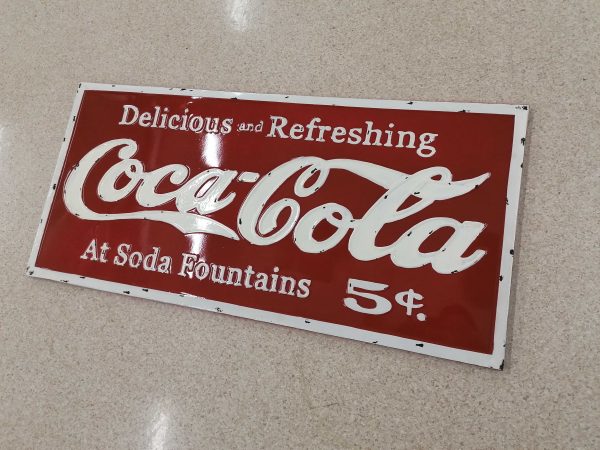 Delicious and Refreshing
Coca-Cola
At Soda Fountains 5¢.